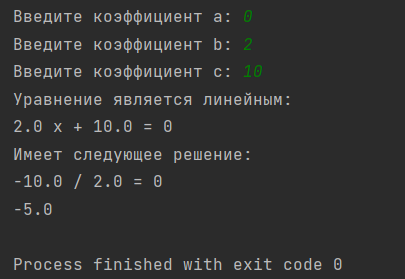 Введите коэффициент a: 0
Введите коэффициент b: 2
Введите коэффициент c: 10
Уравнение является линейным:
2.0 x + 10.0 = 0
Имеет следующее решение:
-10.0 / 2.0 = 0
-5.0
Process finished with exit code 0